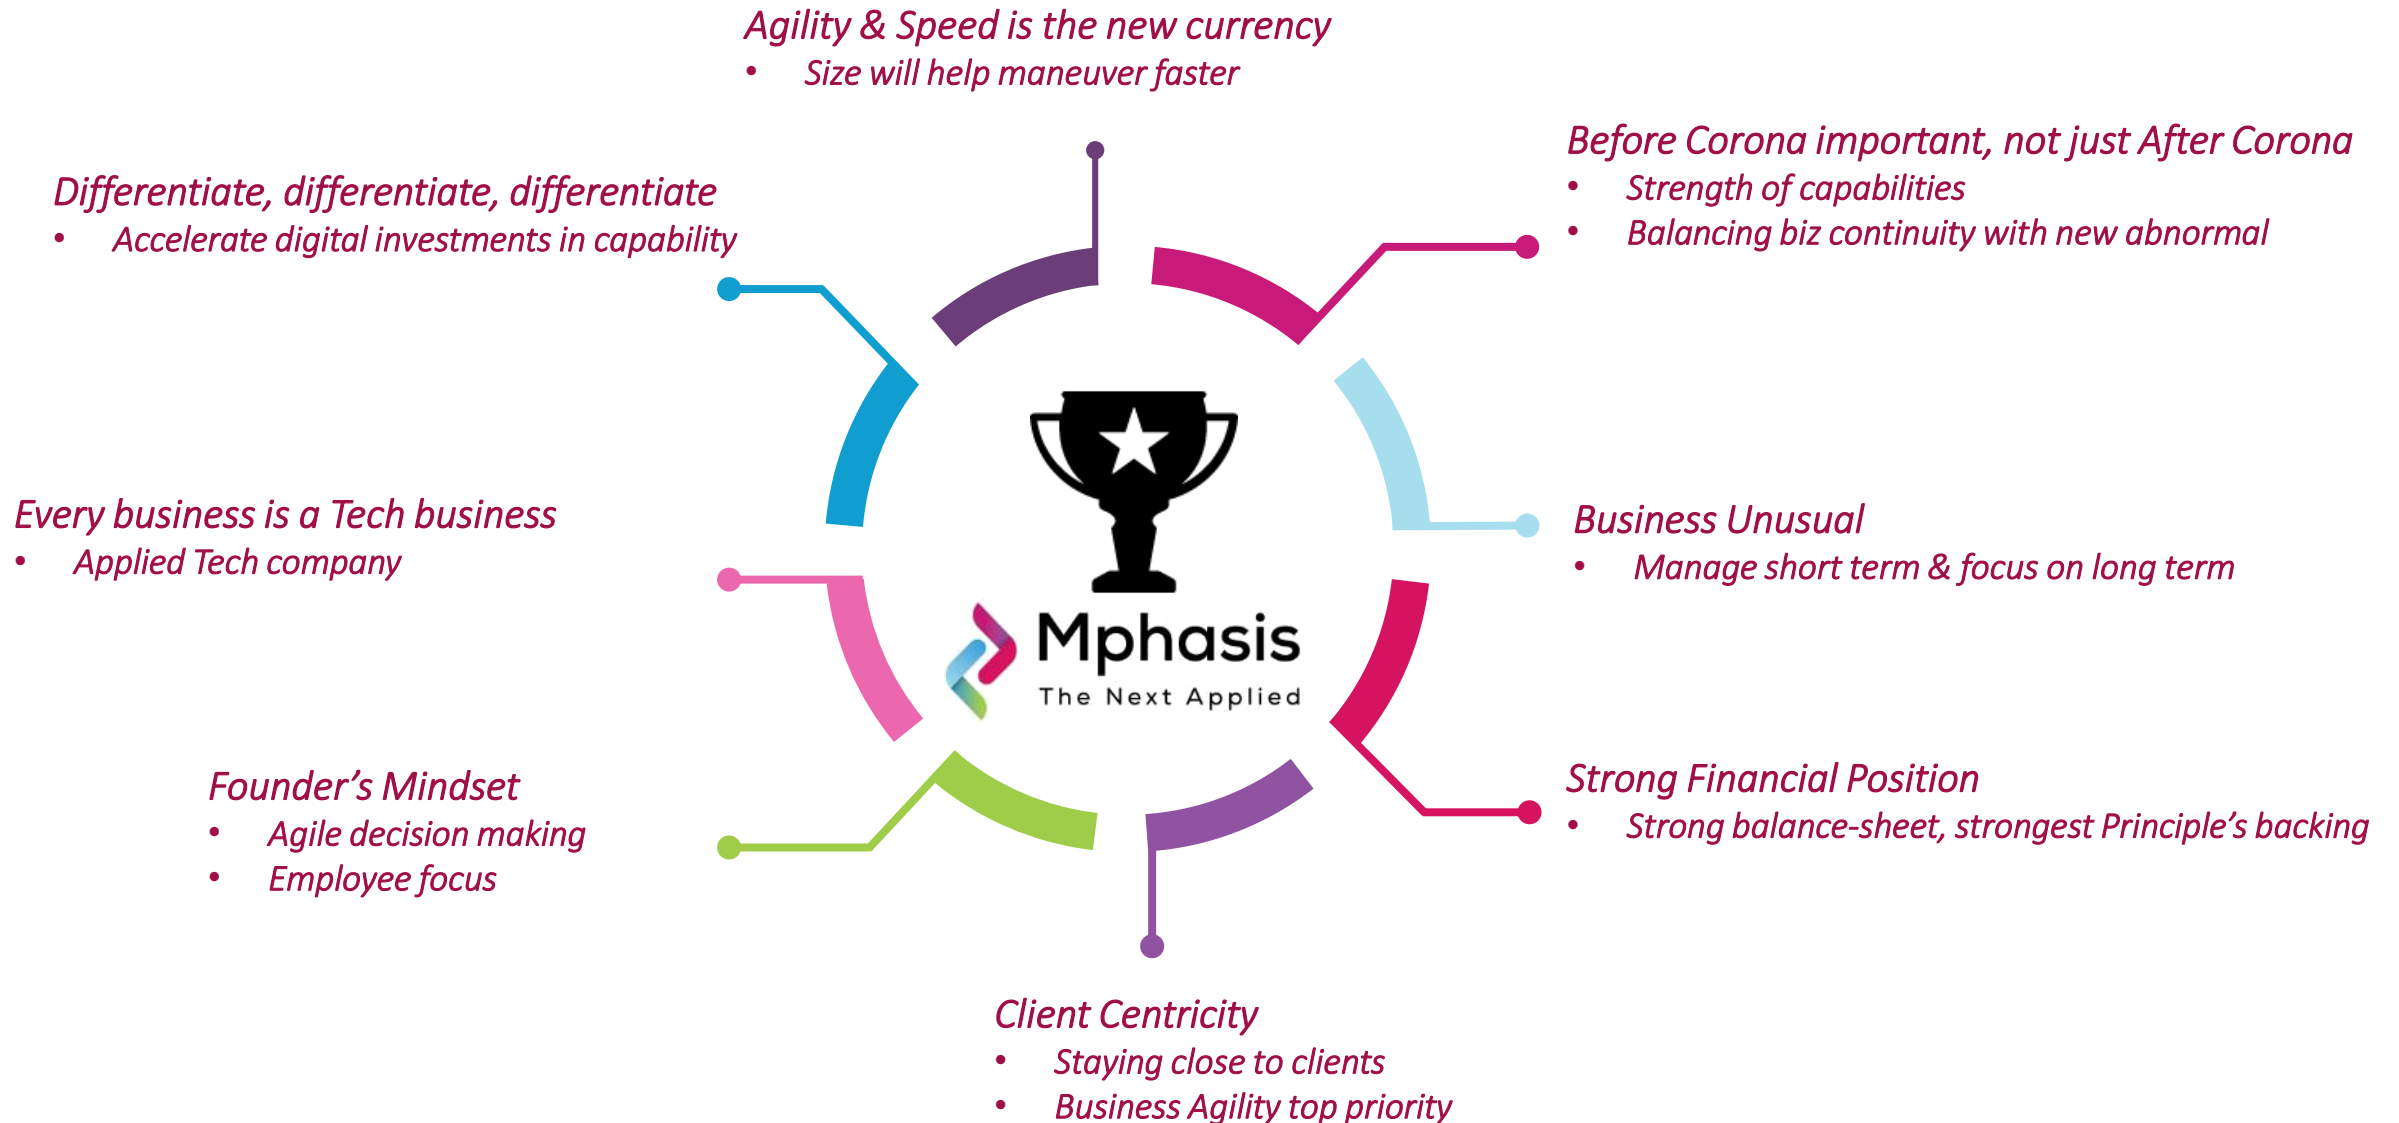 Agility & Speed is the new currency
• Size will help maneuver faster
Before Corona important, not just After Corona
• Strength of capabilities
• Balancing biz continuity with new abnormal
Differentiate, differentiate, differentiate
• Accelerate digital investments in capability
Every business is a Tech business
• Applied Tech company
Business Unusual
• Manage short term & focus on long term
Mphasis
The Next Applied
Founder’s Mindset
• Agile decision making
• Employee focus
Strong Financial Position
• Strong balance-sheet, strongest Principle’s backing
Client Centricity
• Staying close to clients
• Business Agility top priority